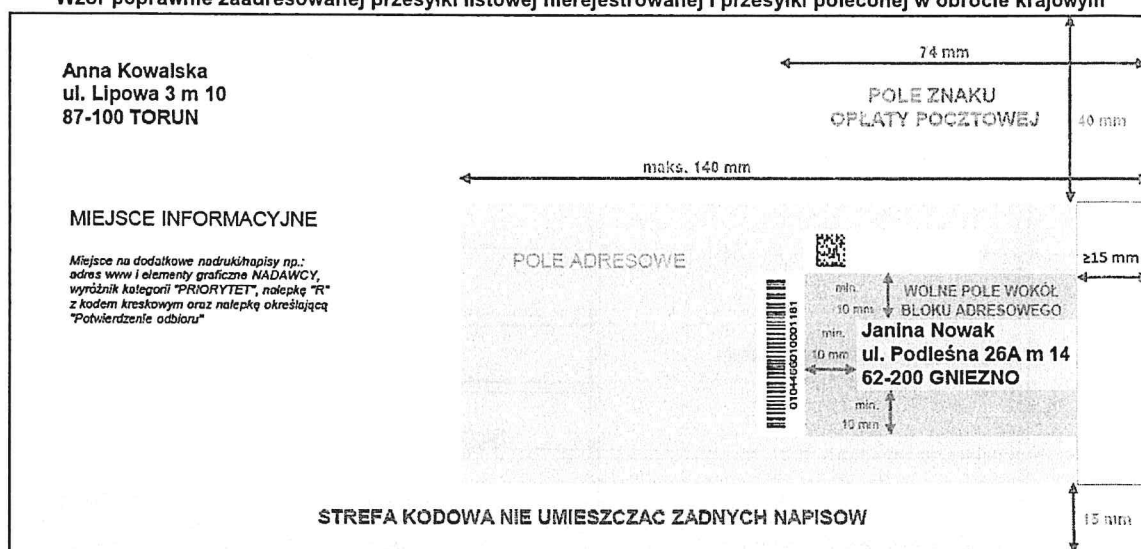 Wzór poprawnie zaadresowanej przesyłki listowej nierejestrowanej i przesyłki poleconej w obrocie krajowym
Anna Kowalska
ul. Lipowa 3 m 10
87-100 TORUN
74 mm
POLE ZNAKU
OPŁATY POCZTOWEJ
40 mm
maks. 140 mm
MIEJSCE INFORMACYJNE
Miejsce na dodatkowe nadruki/napisy np.:
adres www i elementy graficzne NADAWCY,
wyróżnik kategorii "PRIORYTET", nalepkę "R"
z kodem kreskowym oraz nalepkę określającą
"Potwierdzenie odbioru"
POLE ADRESOWE
≥15 mm
min.
10 mm
WOLNE POLE WOKÓŁ
BLOKU ADRESOWEGO
min.
10 mm
Janina Nowak
ul. Podleśna 26A m 14
62-200 GNIEZNO
min.
10 mm
STREFA KODOWA NIE UMIESZCZAC ZADNYCH NAPISOW
15 mm